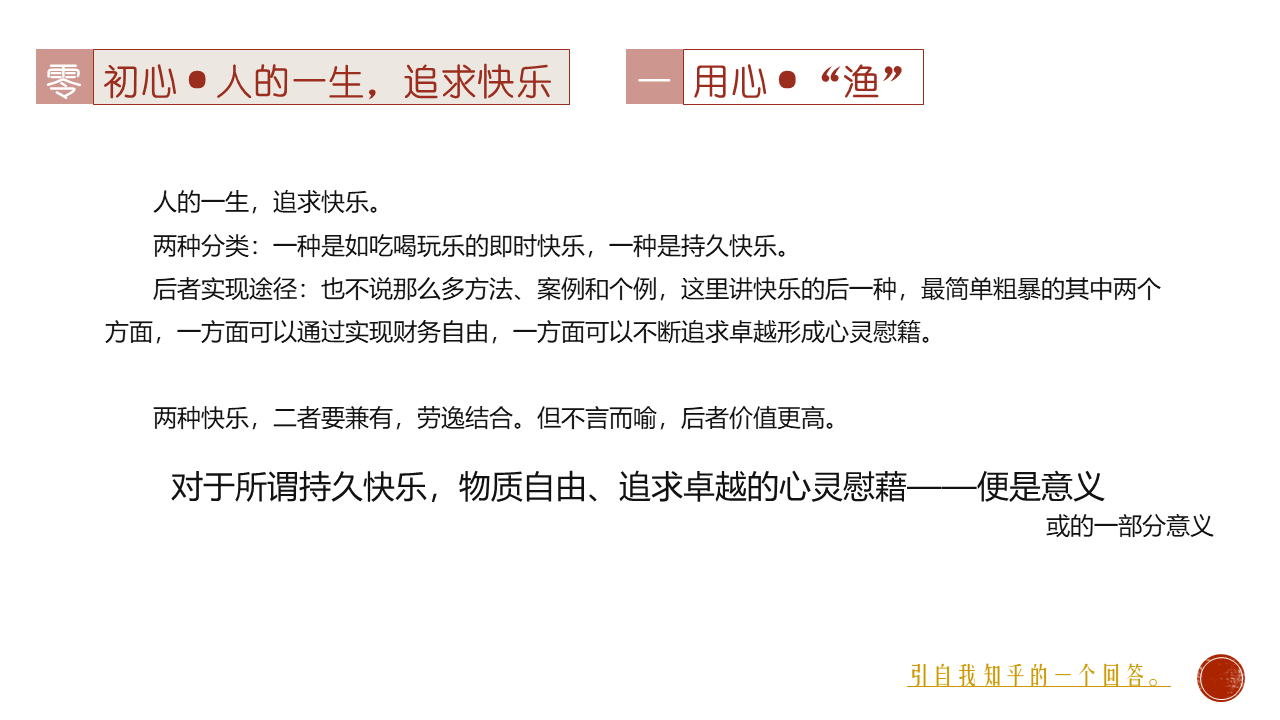 零 初心•人的一生，追求快乐 一 用心•“渔”
人的一生，追求快乐。
两种分类：一种是如吃喝玩乐的即时快乐，一种是持久快乐。
后者实现途径：也不说那么多方法、案例和个例，这里讲快乐的后一种，最简单粗暴的其中两个
方面，一方面可以通过实现财务自由，一方面可以不断追求卓越形成心灵慰籍。
两种快乐，二者要兼有，劳逸结合。但不言而喻，后者价值更高。
对于所谓持久快乐，物质自由、追求卓越的心灵慰藉——便是意义
或的一部分意义
引自我知乎的一个回答。